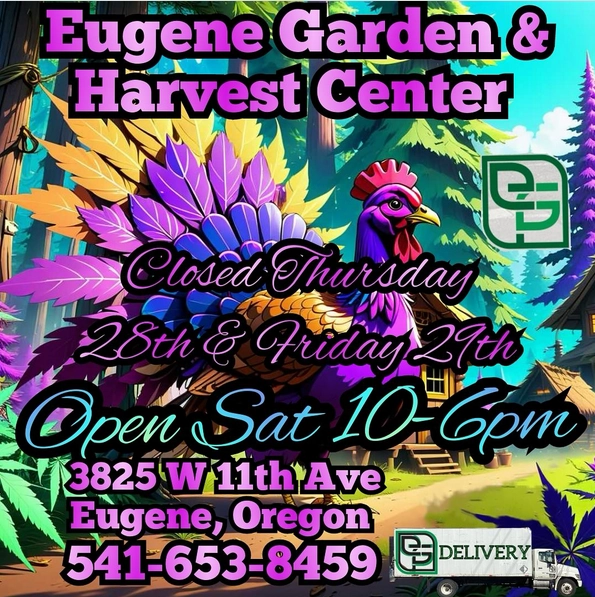 Eugene Garden &
Harvest Center
Closed Thursday
28th & Friday 29th
Open Sat 10-6pm
3825 W 11th Ave
Eugene, Oregon
541-653-8459
DELIVERY